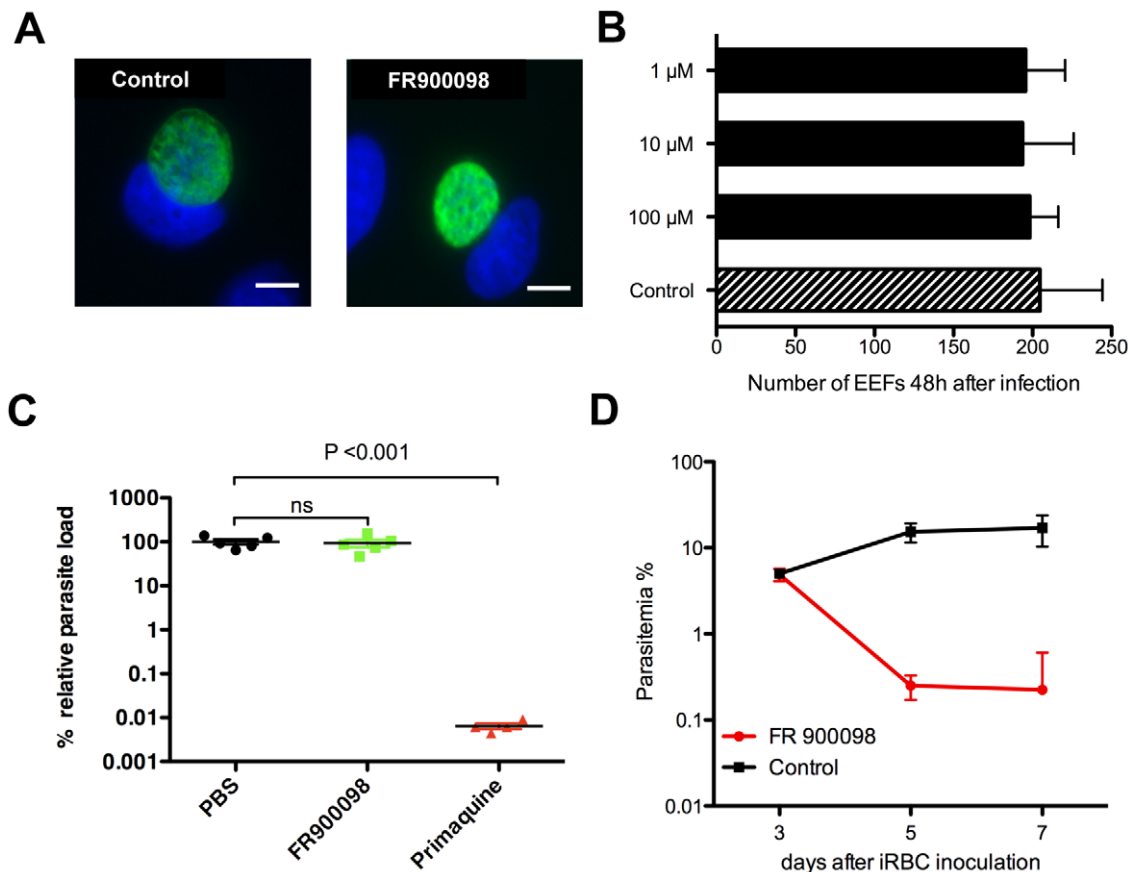 A
Control
FR900098
B
1 µM
10 µM
100 µM
Control
0
50
100
150
200
250
Number of EEFs 48h after infection
C
P <0.001
ns
% relative parasite load
1000
100
10
1
0.1
0.01
0.001
PBS
FR900098
Primaquine
D
Parasitemia %
100
10
1
0.1
0.01
FR 900098
Control
3
5
7
days after iRBC inoculation